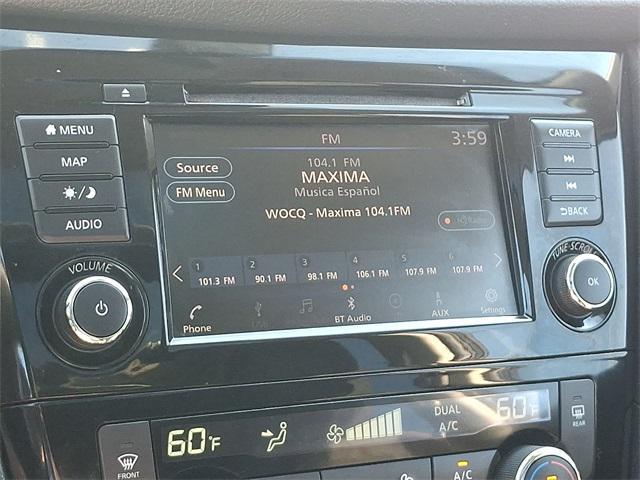 MENU
MAP
AUDIO
CAMERA
BACK
VOLUME
TUNE·SCROLL
OK
FM 3:59
Source
FM Menu
104.1 FM
MAXIMA
Musica Español
WOCQ - Maxima 104.1FM
HD Radio
1 2 3 4 5 6
101.3 FM 90.1 FM 98.1 FM 106.1 FM 107.9 FM 107.9 FM
Phone BT Audio AUX Settings
60°F DUAL A/C 60°F
FRONT
A/C
REAR